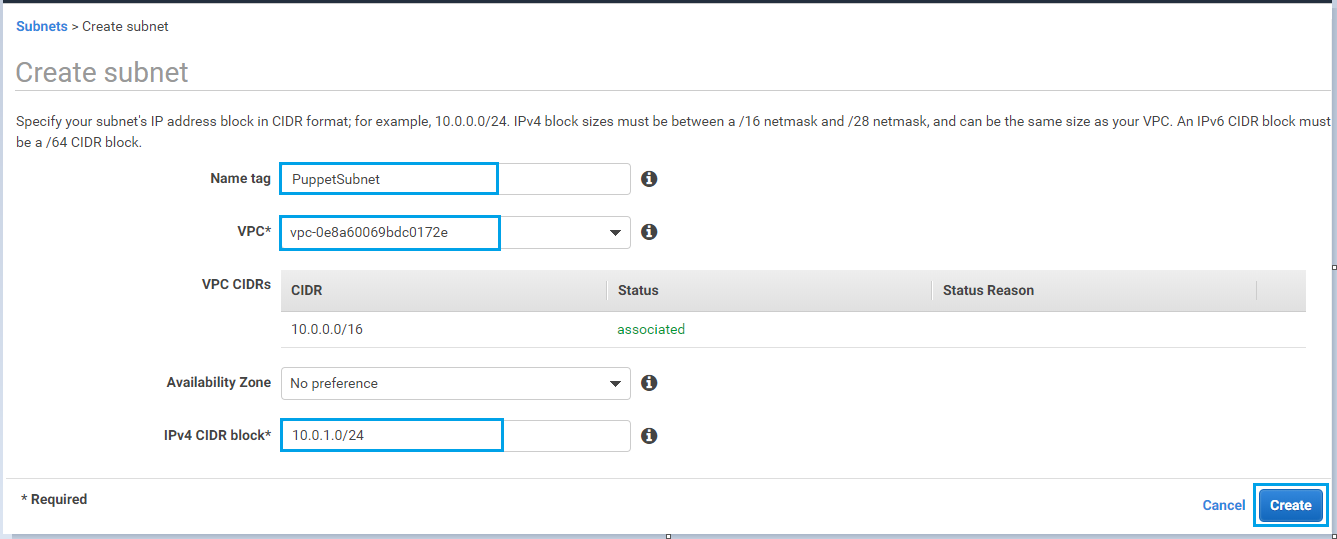 Subnets > Create subnet
Create subnet
Specify your subnet's IP address block in CIDR format; for example, 10.0.0.0/24. IPv4 block sizes must be between a /16 netmask and /28 netmask, and can be the same size as your VPC. An IPv6 CIDR block must
be a /64 CIDR block.
Name tag PuppetSubnet
VPC* vpc-0e8a60069bdc0172e
VPC CIDRs CIDR Status Status Reason
10.0.0.0/16 associated
Availability Zone No preference
IPv4 CIDR block* 10.0.1.0/24
* Required
Cancel Create